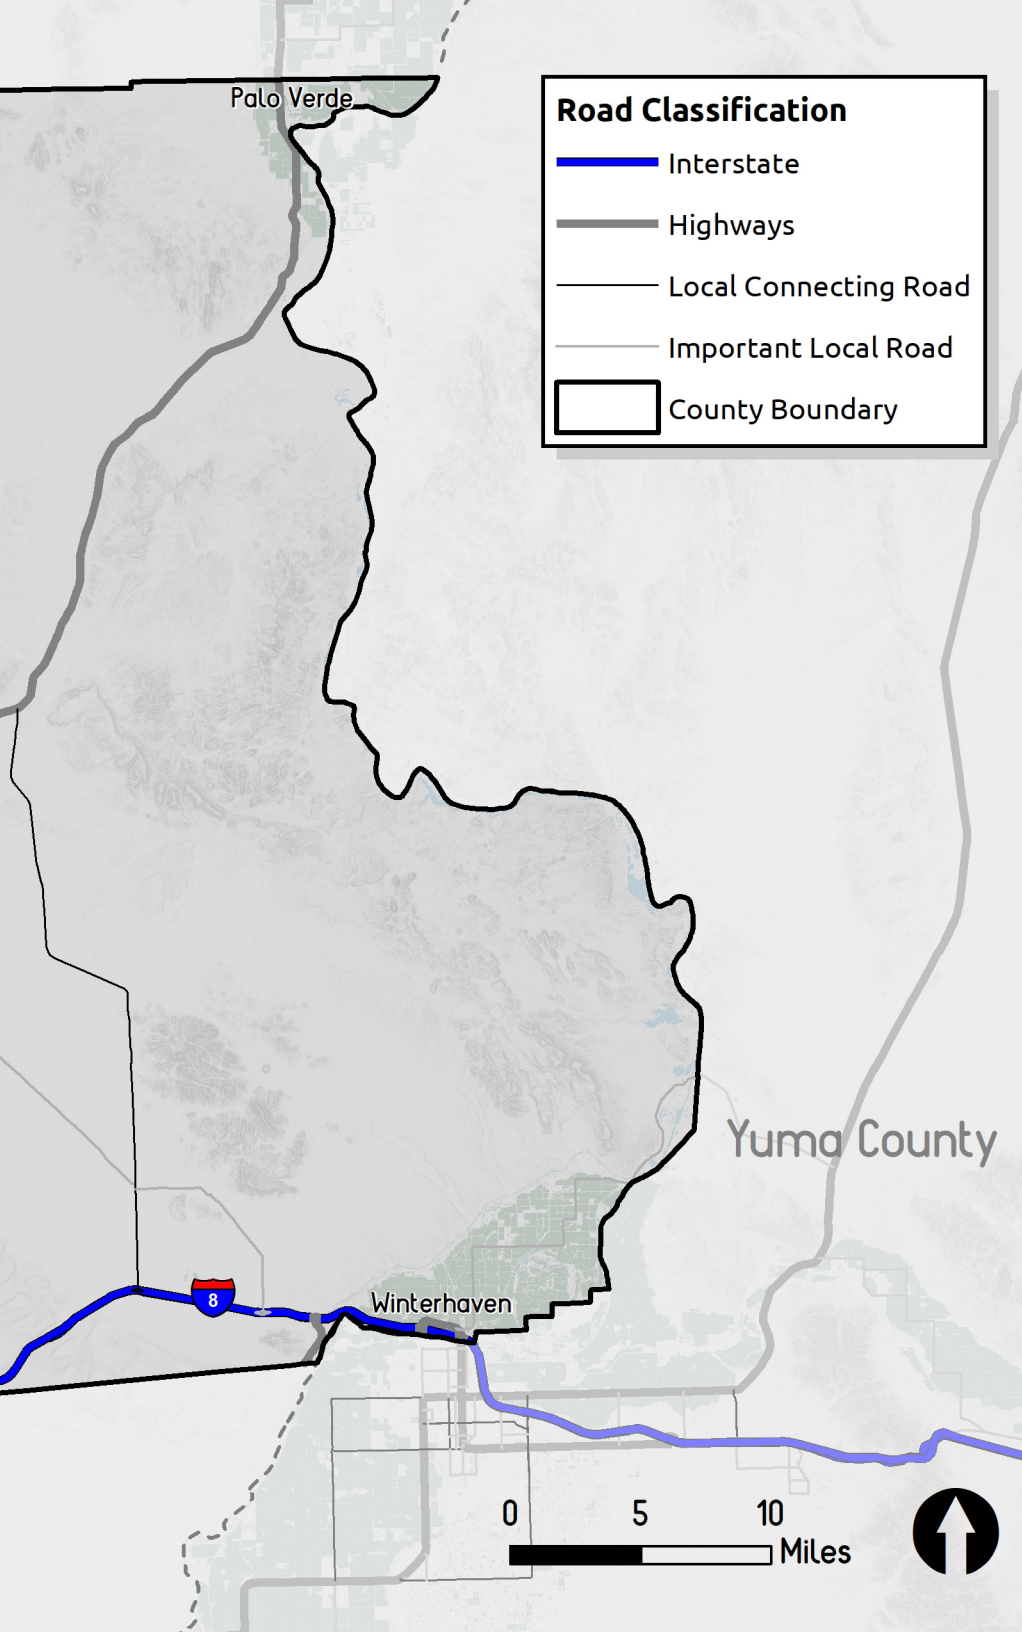 Palo Verde
Road Classification
Interstate
Highways
Local Connecting Road
Important Local Road
County Boundary
Yuma County
8
Winterhaven
0 5 10
Miles